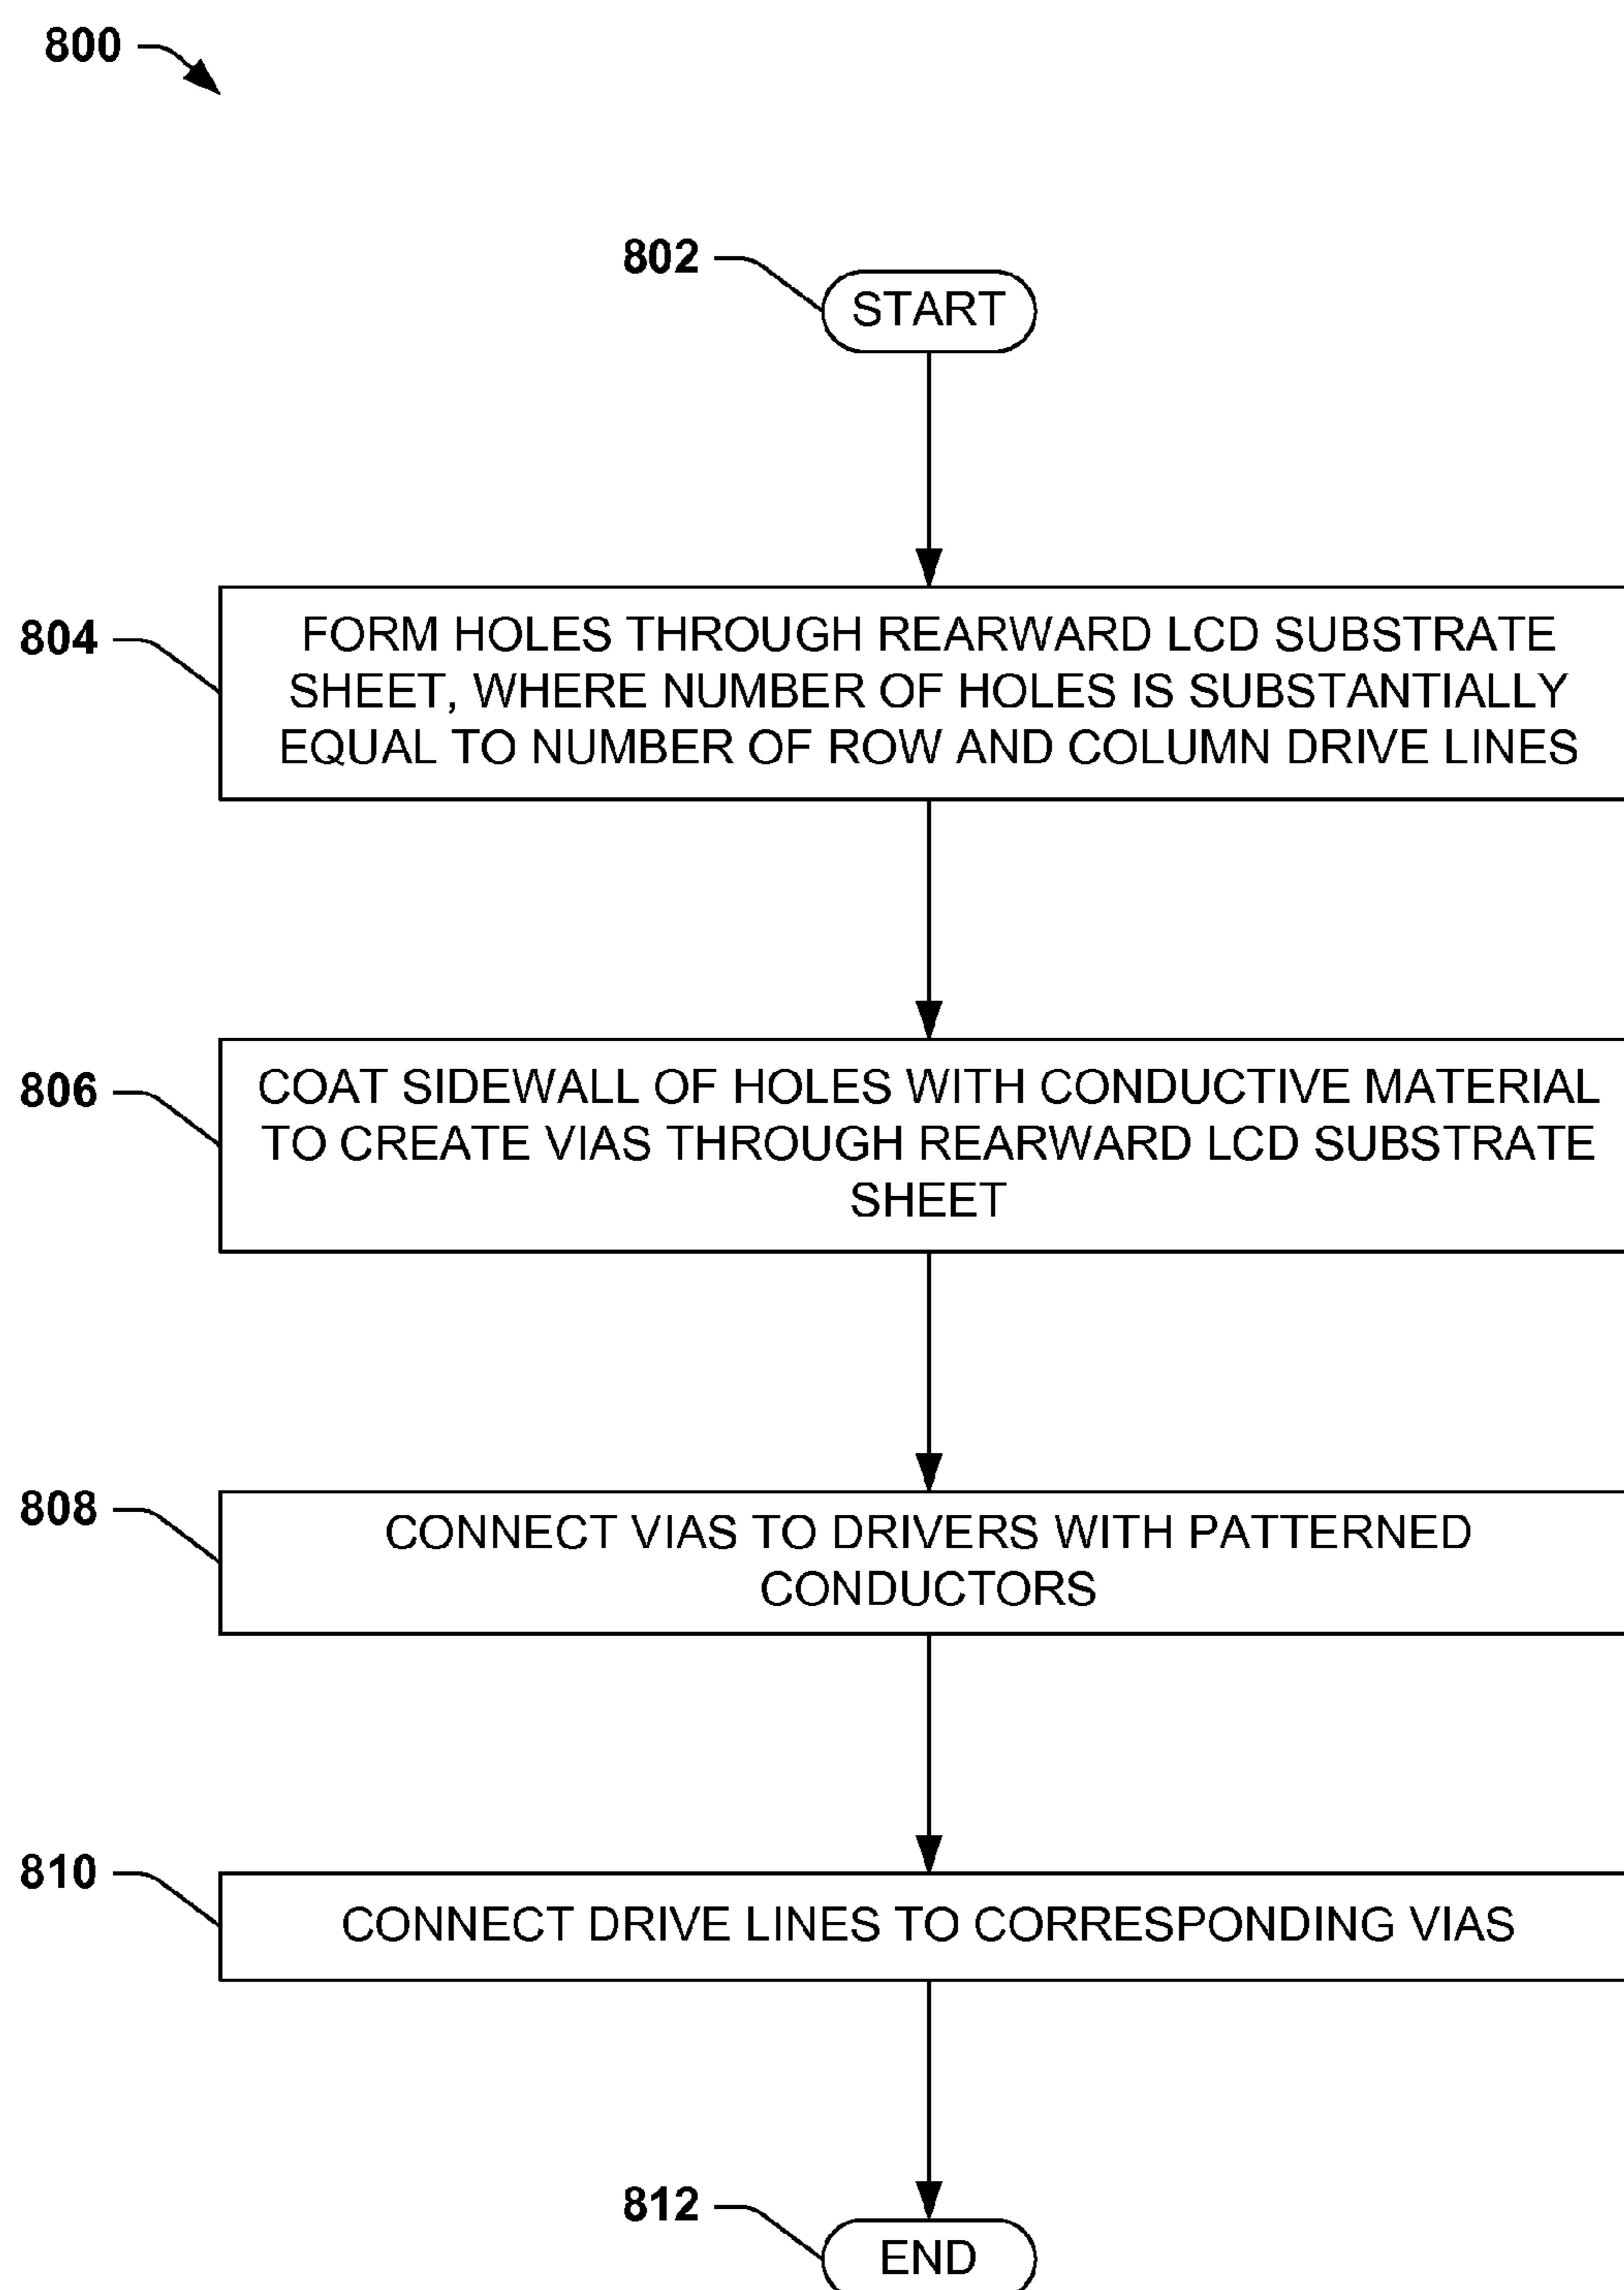 800
802
START
804
FORM HOLES THROUGH REARWARD LCD SUBSTRATE
SHEET, WHERE NUMBER OF HOLES IS SUBSTANTIALLY
EQUAL TO NUMBER OF ROW AND COLUMN DRIVE LINES
806
COAT SIDEWALL OF HOLES WITH CONDUCTIVE MATERIAL
TO CREATE VIAS THROUGH REARWARD LCD SUBSTRATE
SHEET
808
CONNECT VIAS TO DRIVERS WITH PATTERNED
CONDUCTORS
810
CONNECT DRIVE LINES TO CORRESPONDING VIAS
812
END